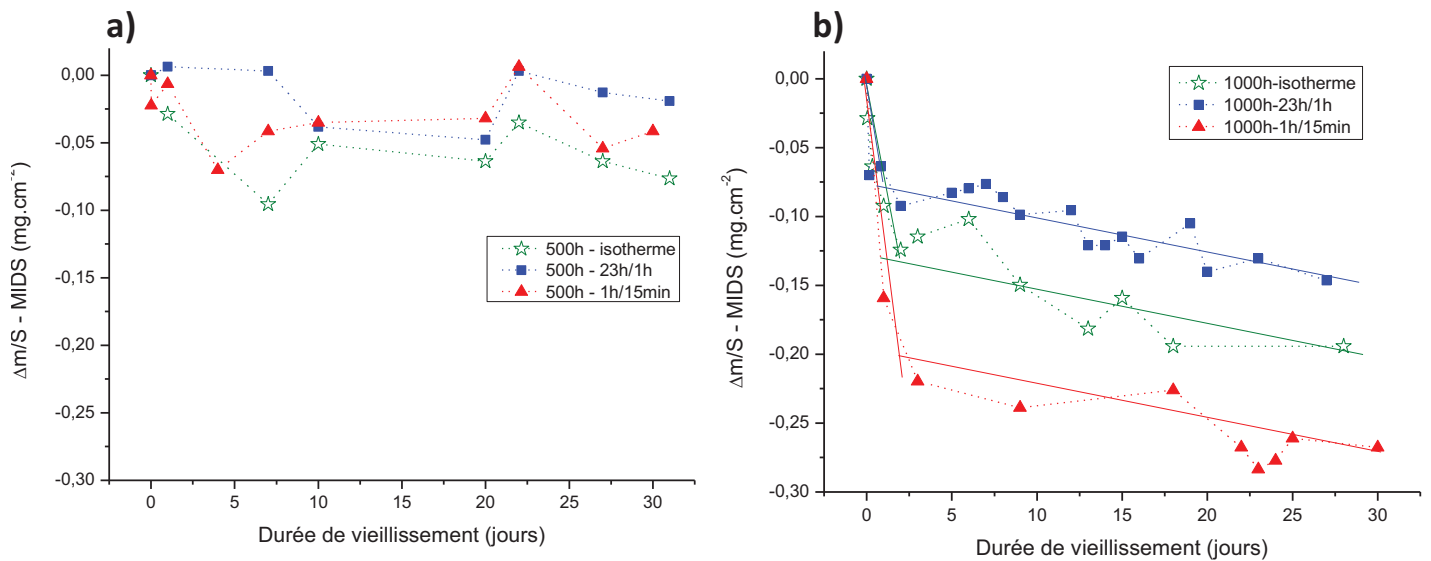 a)
0,00
-0,05
-0,10
-0,15
-0,20
-0,25
-0,30
Δm/S - MIDS (mg.cm⁻²)
500h - isotherme
500h - 23h/1h
500h - 1h/15min
0 5 10 15 20 25 30
Durée de vieillissement (jours)
b)
0,00
-0,05
-0,10
-0,15
-0,20
-0,25
-0,30
Δm/S - MIDS (mg.cm⁻²)
1000h-isotherme
1000h-23h/1h
1000h-1h/15min
0 5 10 15 20 25 30
Durée de vieillissement (jours)